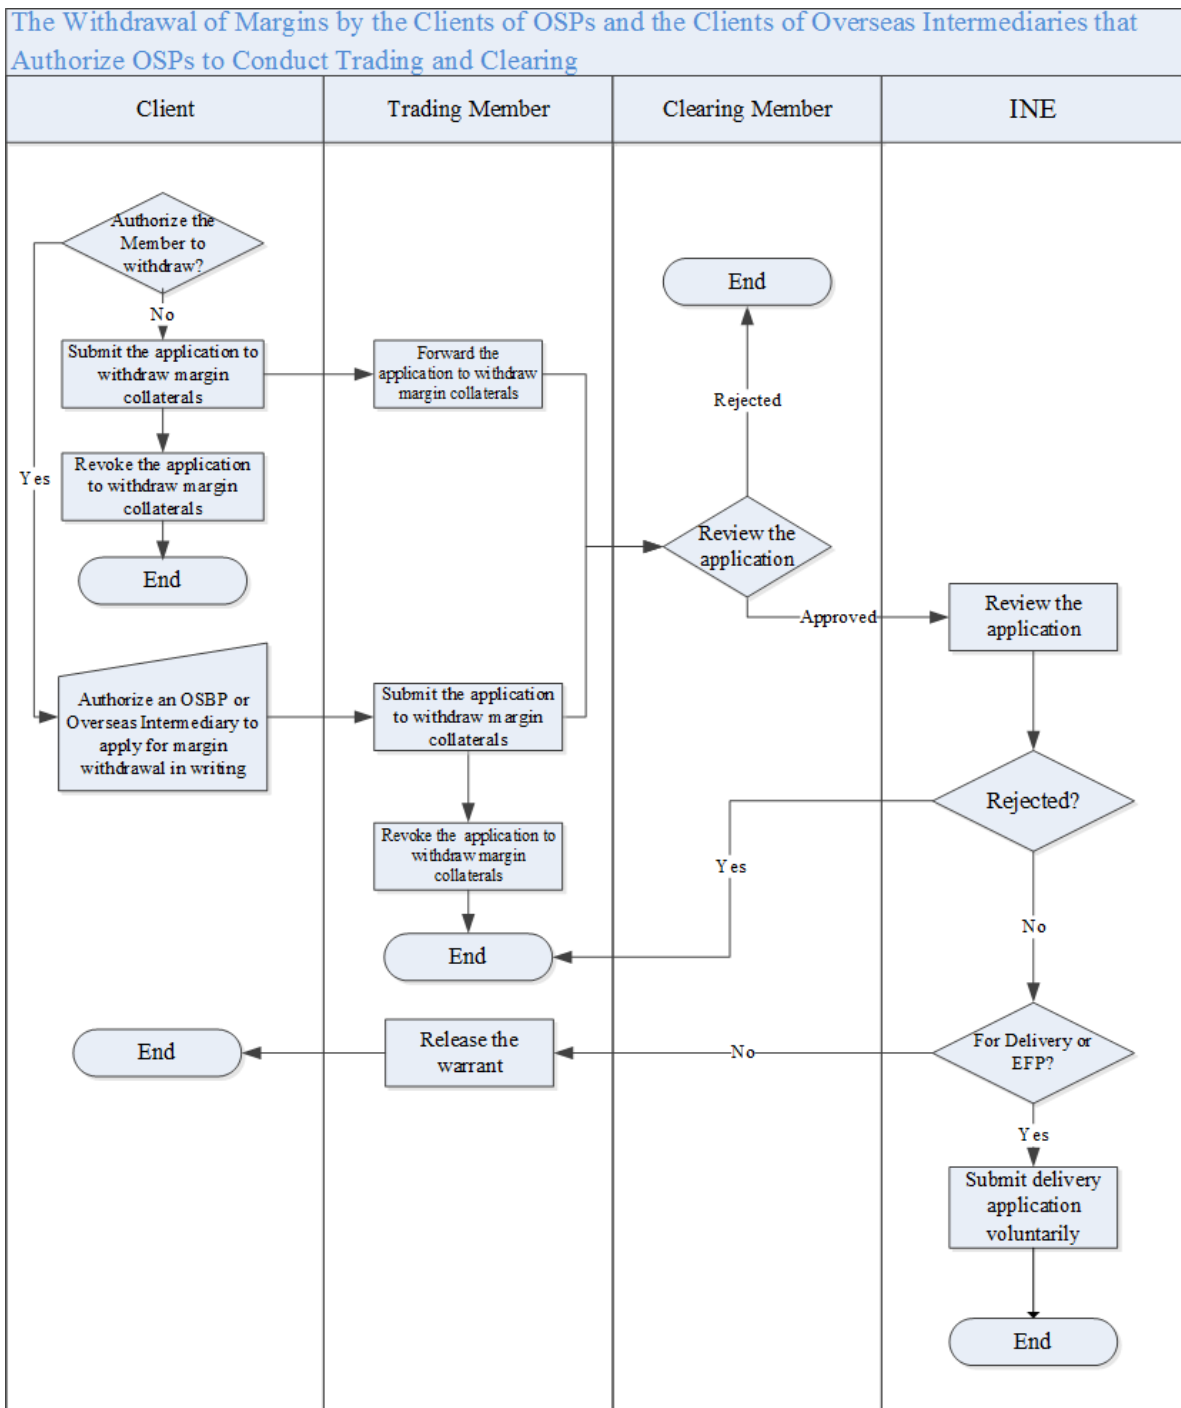 The Withdrawal of Margins by the Clients of OSPs and the Clients of Overseas Intermediaries that
Authorize OSPs to Conduct Trading and Clearing
Client
Trading Member
Clearing Member
INE
Authorize the
Member to
withdraw?
No
Yes
Submit the application to
withdraw margin
collaterals
Forward the
application to withdraw
margin collaterals
Revoke the application
to withdraw margin
collaterals
End
End
Rejected
Review the
application
Approved
Review the
application
Authorize an OSBP or
Overseas Intermediary to
apply for margin
withdrawal in writing
Submit the application
to withdraw margin
collaterals
Revoke the application to
withdraw margin
collaterals
End
Rejected?
Yes
No
For Delivery or
EFP?
No
Release the
warrant
End
Yes
Submit delivery
application
voluntarily
End